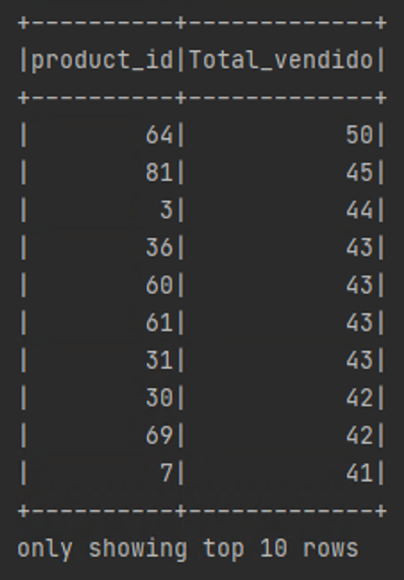 +----------+-------------+
|product_id|Total_vendido|
+----------+-------------+
|        64|           50|
|        81|           45|
|         3|           44|
|        36|           43|
|        60|           43|
|        61|           43|
|        31|           43|
|        30|           42|
|        69|           42|
|         7|           41|
+----------+-------------+
only showing top 10 rows